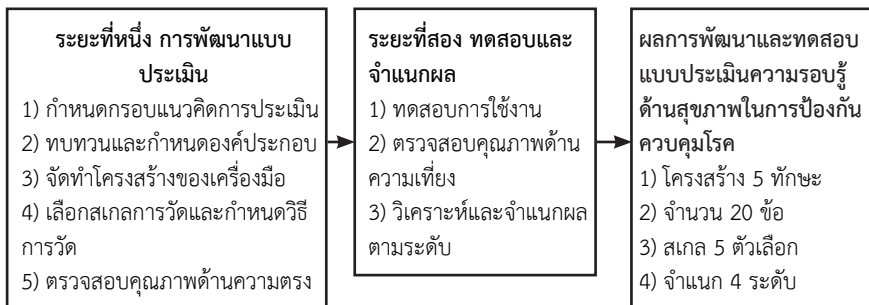 ระยะที่หนึ่ง การพัฒนาแบบ
ประเมิน
1) กำหนดกรอบแนวคิดการประเมิน
2) ทบทวนและกำหนดองค์ประกอบ
3) จัดทำโครงสร้างของเครื่องมือ
4) เลือกสเกลการวัดและกำหนดวิธี
การวัด
5) ตรวจสอบคุณภาพด้านความตรง
ระยะที่สอง ทดสอบและ
จำแนกผล
1) ทดสอบการใช้งาน
2) ตรวจสอบคุณภาพด้าน
ความเที่ยง
3) วิเคราะห์และจำแนกผล
ตามระดับ
ผลการพัฒนาและทดสอบ
แบบประเมินความรอบรู้
ด้านสุขภาพในการป้องกัน
ควบคุมโรค
1) โครงสร้าง 5 ทักษะ
2) จำนวน 20 ข้อ
3) สเกล 5 ตัวเลือก
4) จำแนก 4 ระดับ